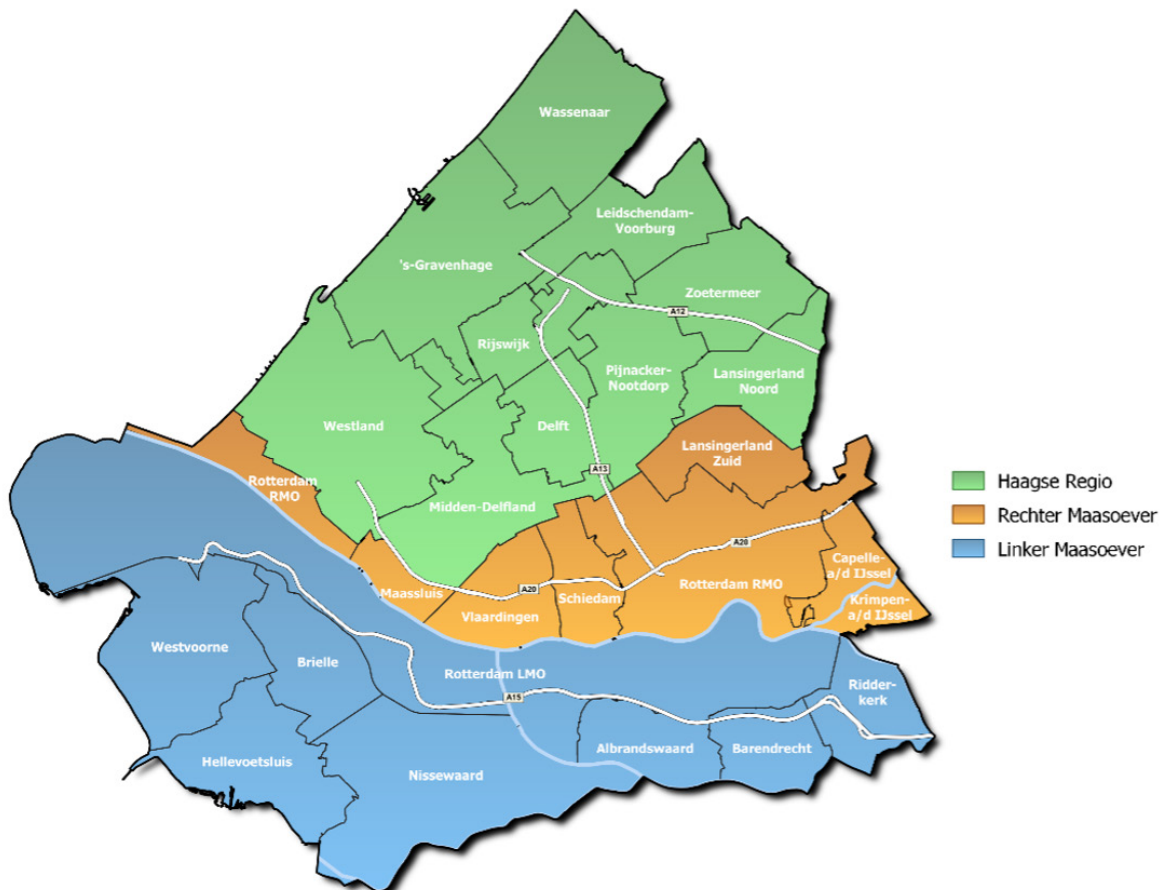 Wassenaar
Leidschendam-
Voorburg
's-Gravenhage
Zoetermeer
A12
Rijswijk
Pijnacker-
Nootdorp
Lansingerland
Noord
Westland
Delft
Lansingerland
Zuid
A13
Rotterdam
RMO
Midden-Delfland
Haagse Regio
Rechter Maasoever
Linker Maasoever
A20
Capelle-
a/d IJssel
Maassluis
A20
Schiedam
Rotterdam RMO
Vlaardingen
Krimpen-
a/d IJssel
Westvoorne
Brielle
Rotterdam LMO
Ridder-
kerk
A15
Hellevoetsluis
Nissewaard
Albrandswaard
Barendrecht